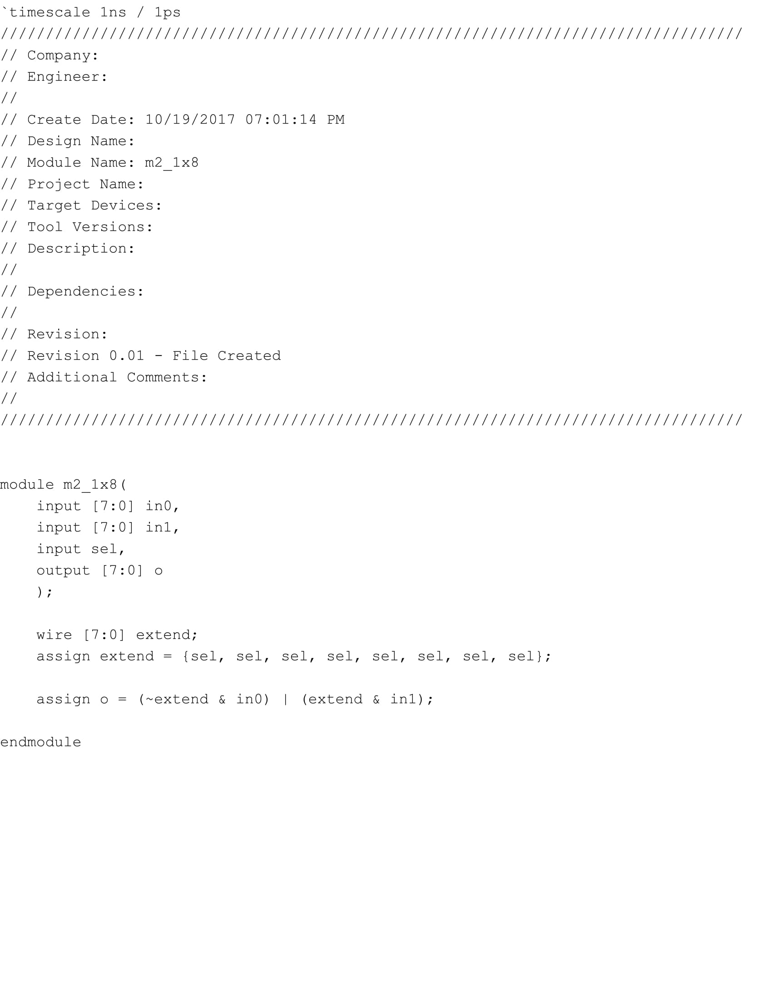 `timescale 1ns / 1ps
//////////////////////////////////////////////////////////////////////////////////
// Company:
// Engineer:
//
// Create Date: 10/19/2017 07:01:14 PM
// Design Name:
// Module Name: m2_1x8
// Project Name:
// Target Devices:
// Tool Versions:
// Description:
//
// Dependencies:
//
// Revision:
// Revision 0.01 - File Created
// Additional Comments:
//
//////////////////////////////////////////////////////////////////////////////////
module m2_1x8(
    input [7:0] in0,
    input [7:0] in1,
    input sel,
    output [7:0] o
    );
    wire [7:0] extend;
    assign extend = {sel, sel, sel, sel, sel, sel, sel, sel};
    assign o = (~extend & in0) | (extend & in1);
endmodule